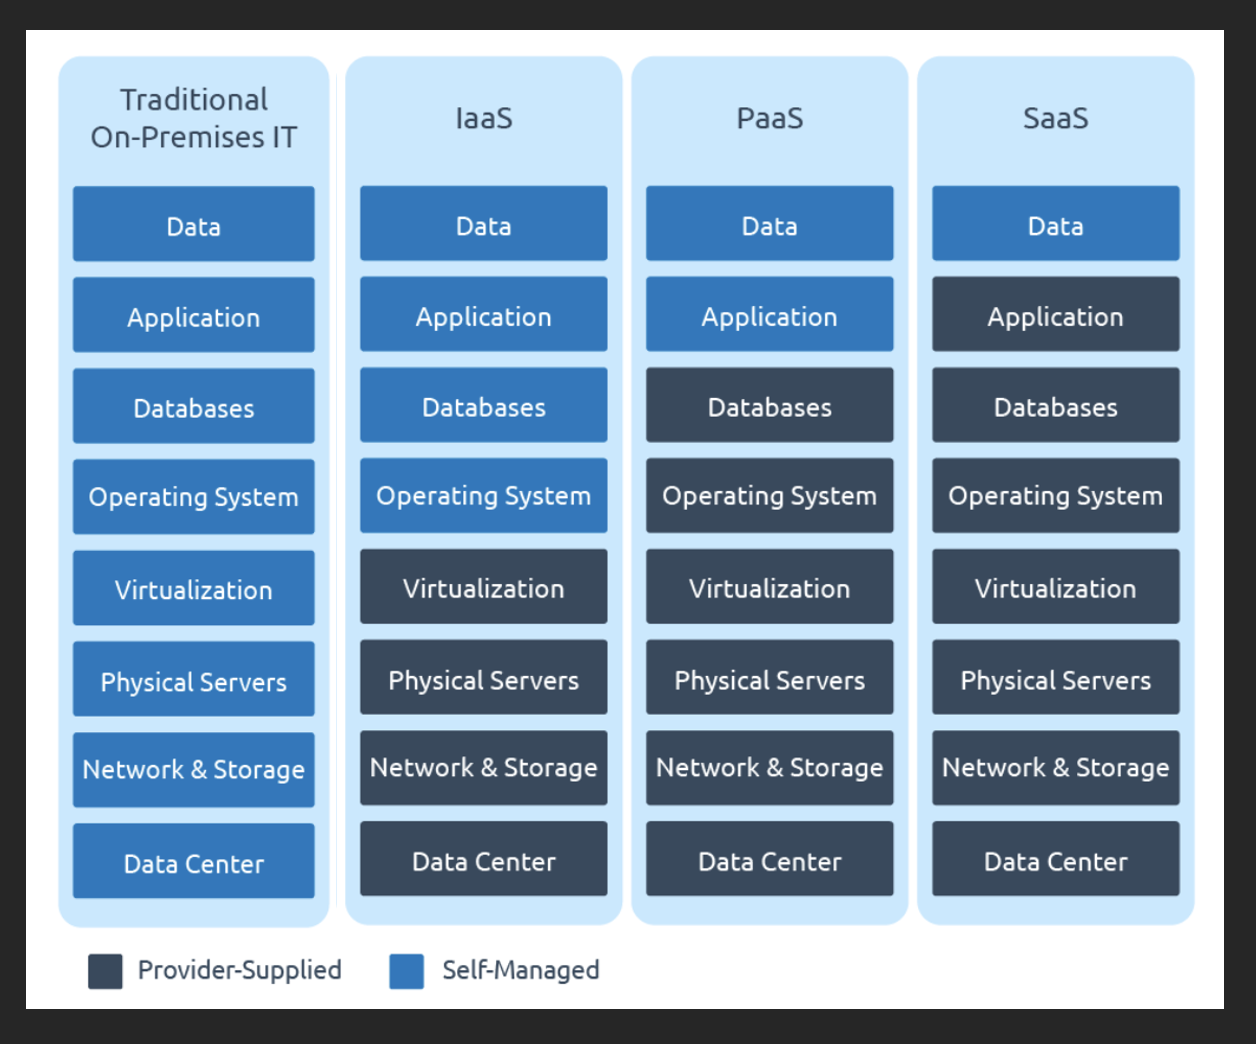 Traditional
On-Premises IT
Data
Application
Databases
Operating System
Virtualization
Physical Servers
Network & Storage
Data Center
IaaS
Data
Application
Databases
Operating System
Virtualization
Physical Servers
Network & Storage
Data Center
PaaS
Data
Application
Databases
Operating System
Virtualization
Physical Servers
Network & Storage
Data Center
SaaS
Data
Application
Databases
Operating System
Virtualization
Physical Servers
Network & Storage
Data Center
Provider-Supplied
Self-Managed